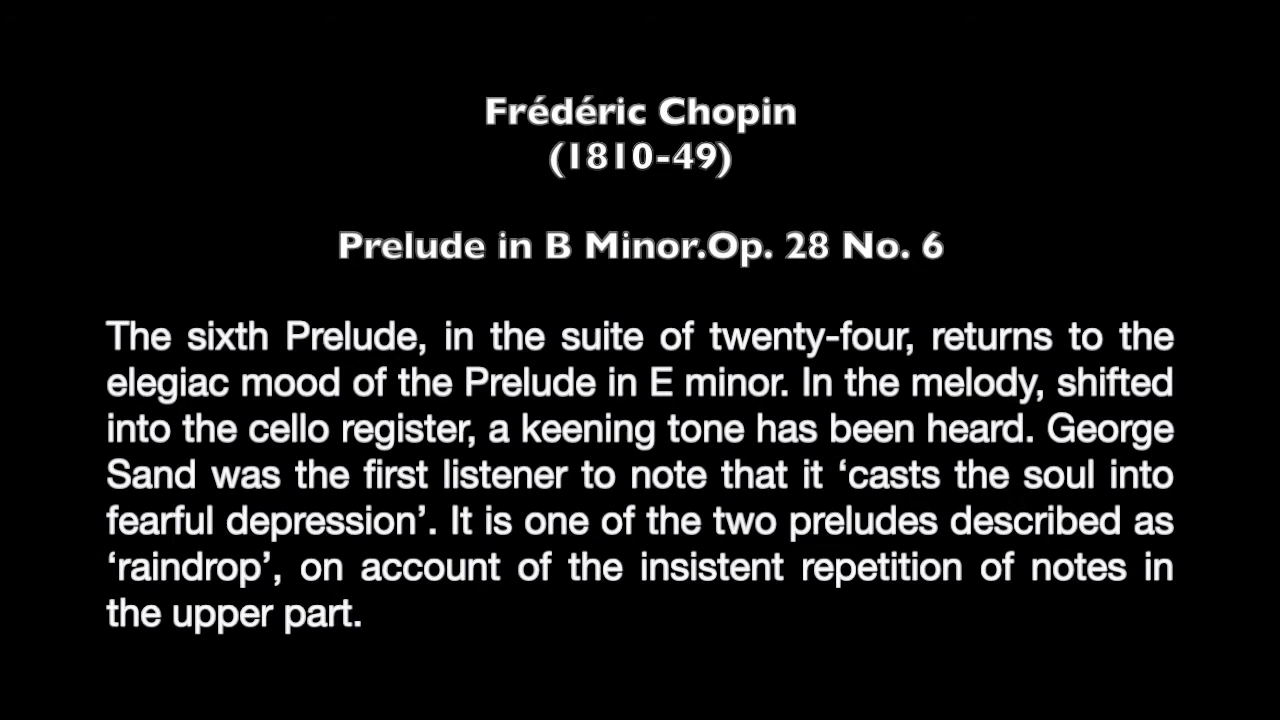 Frédéric Chopin
(1810-49)
Prelude in B Minor.Op. 28 No. 6
The sixth Prelude, in the suite of twenty-four, returns to the
elegiac mood of the Prelude in E minor. In the melody, shifted
into the cello register, a keening tone has been heard. George
Sand was the first listener to note that it ‘casts the soul into
fearful depression’. It is one of the two preludes described as
‘raindrop’, on account of the insistent repetition of notes in
the upper part.